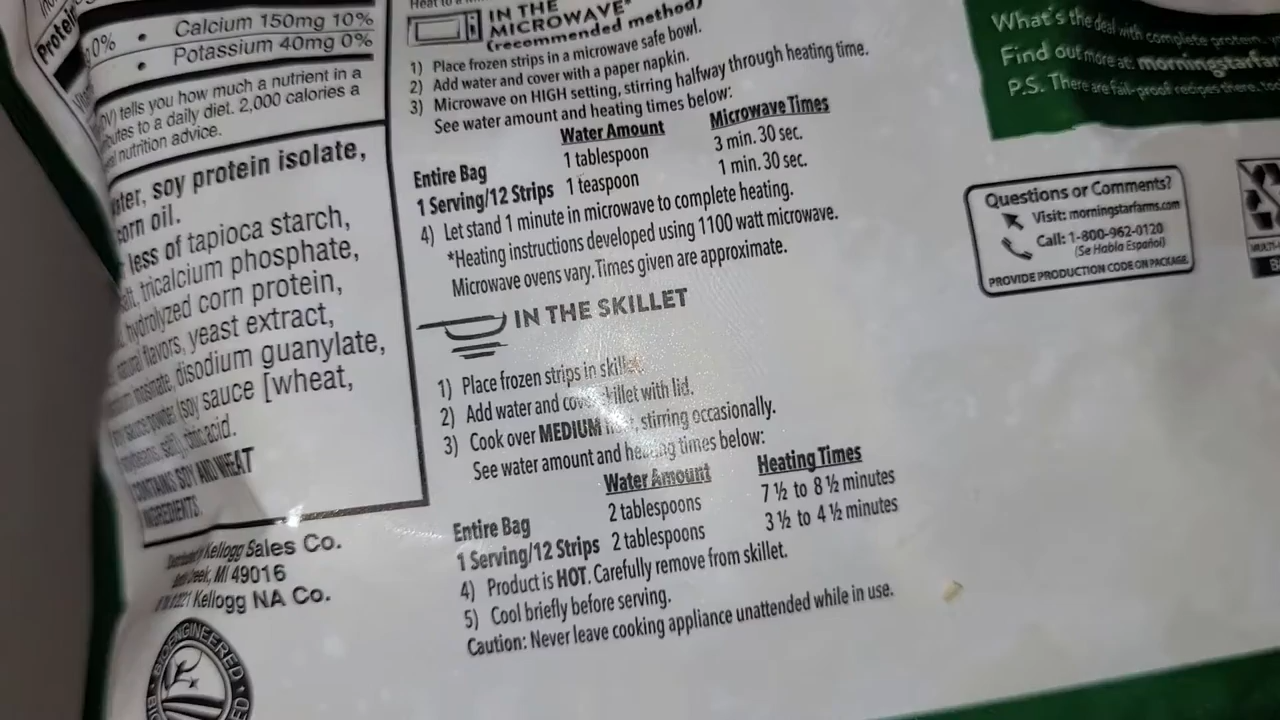 Protein
0% • Calcium 150mg 10%
• Potassium 40mg 0%
tells you how much a nutrient in a
to a daily diet. 2,000 calories a
nutrition advice.
soy protein isolate,
corn oil.
less of tapioca starch,
tricalcium phosphate,
hydrolyzed corn protein,
natural flavors, yeast extract,
disodium guanylate,
(soy sauce [wheat,
CONTAINS SOY AND WHEAT
INGREDIENTS.
Kellogg Sales Co.
MI 49016
Kellogg NA Co.
BIOENGINEERED
IN THE
MICROWAVE*
(recommended method)
1) Place frozen strips in a microwave safe bowl.
2) Add water and cover with a paper napkin.
3) Microwave on HIGH setting, stirring halfway through heating time.
See water amount and heating times below:
Water Amount Microwave Times
Entire Bag 1 tablespoon 3 min. 30 sec.
1 Serving/12 Strips 1 teaspoon 1 min. 30 sec.
4) Let stand 1 minute in microwave to complete heating.
*Heating instructions developed using 1100 watt microwave.
Microwave ovens vary. Times given are approximate.
IN THE SKILLET
1) Place frozen strips in skillet
2) Add water and cover skillet with lid.
3) Cook over MEDIUM stirring occasionally.
See water amount and heating times below:
Water Amount Heating Times
Entire Bag 2 tablespoons 7 ½ to 8 ½ minutes
1 Serving/12 Strips 2 tablespoons 3 ½ to 4 ½ minutes
4) Product is HOT. Carefully remove from skillet.
5) Cool briefly before serving.
Caution: Never leave cooking appliance unattended while in use.
What's the deal with complete protein,
Find out more at: morningstarfar
P.S. There are fail-proof recipes there, too
Questions or Comments?
Visit: morningstarfarms.com
Call: 1-800-962-0120
(Se Habla Español)
PROVIDE PRODUCTION CODE ON PACKAGE.